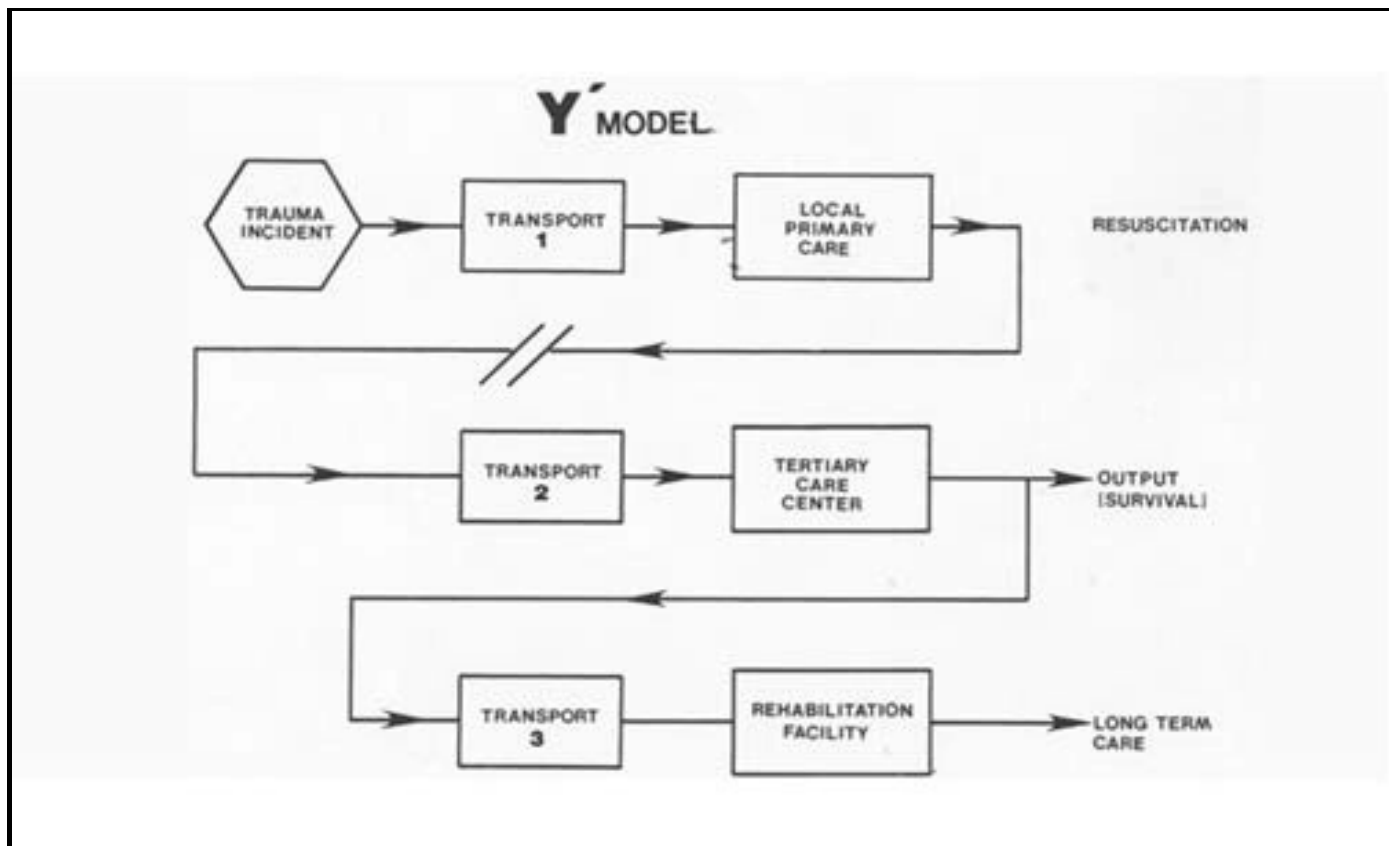 Y´ MODEL
TRAUMA
INCIDENT
TRANSPORT
1
LOCAL
PRIMARY
CARE
RESUSCITATION
TRANSPORT
2
TERTIARY
CARE
CENTER
OUTPUT
[SURVIVAL]
TRANSPORT
3
REHABILITATION
FACILITY
LONG TERM
CARE